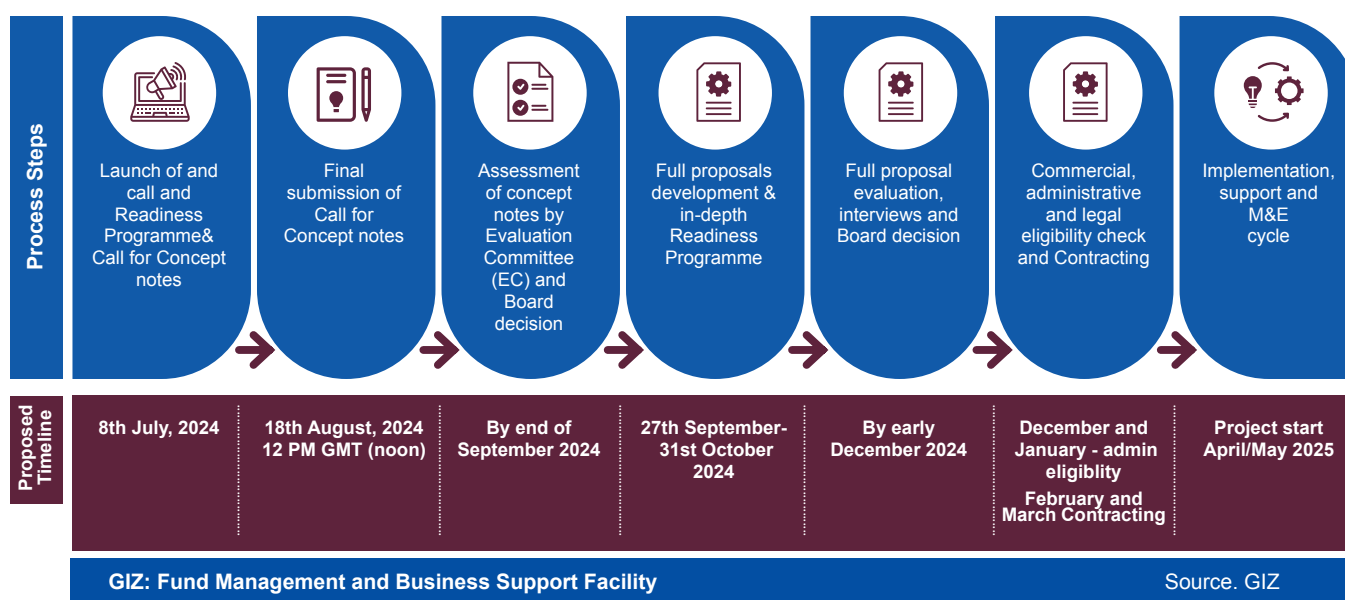 Process Steps
Launch of and
call and
Readiness
Programme&
Call for Concept
notes
Final
submission of
Call for
Concept notes
Assessment
of concept
notes by
Evaluation
Committee
(EC) and
Board
decision
Full proposals
development &
in-depth
Readiness
Programme
Full proposal
evaluation,
interviews and
Board decision
Commercial,
administrative
and legal
eligibility check
and Contracting
Implementation,
support and
M&E
cycle
Proposed
Timeline
8th July, 2024
18th August, 2024
12 PM GMT (noon)
By end of
September 2024
27th September-
31st October
2024
By early
December 2024
December and
January - admin
eligiblity
February and
March Contracting
Project start
April/May 2025
GIZ: Fund Management and Business Support Facility
Source. GIZ